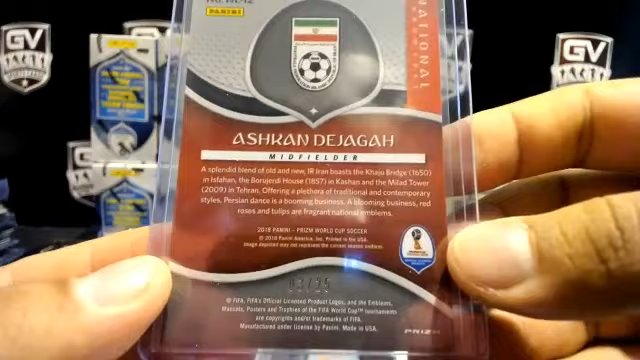 PANINI
NATIONAL
ASHKAN DEJAGAH
MIDFIELDER
A splendid blend of old and new, IR Iran boasts the Khaju Bridge (1650)
in Isfahan, the Borujerdi House (1857) in Kashan and the Milad Tower
(2009) in Tehran. Offering a plethora of traditional and contemporary
styles, Persian dance is a booming business. A blooming business, red
roses and tulips are fragrant national emblems.
2018 PANINI - PRIZM WORLD CUP SOCCER
© 2018 Panini America, Inc. Printed in the USA.
Image depicted may not represent the current season uniform.
© FIFA, FIFA's Official Licensed Product Logos, and the Emblems,
Mascots, Posters and Trophies of the FIFA World Cup™ tournaments
are copyrights and/or trademarks of FIFA.
Manufactured under license by Panini. Made in USA.
PRIZM
GV
GV
GV